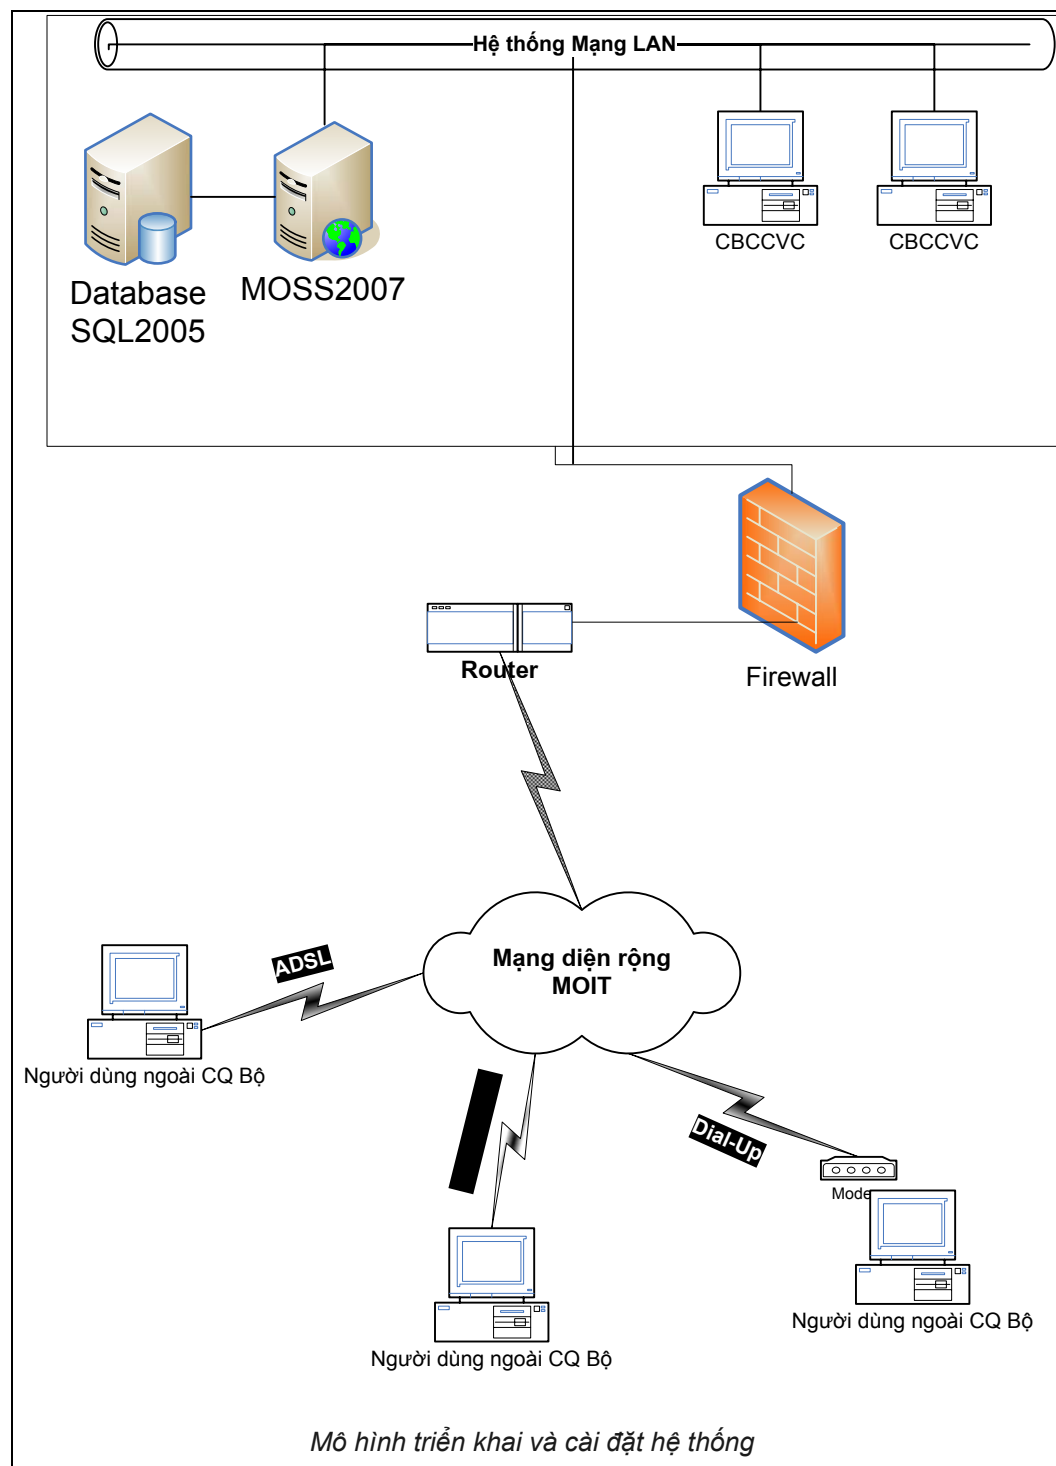 Hệ thống Mạng LAN
CBCCVC
CBCCVC
Database
SQL2005
MOSS2007
Firewall
Router
Mạng diện rộng
MOIT
ADSL
Người dùng ngoài CQ Bộ
Dial-Up
Mode
Người dùng ngoài CQ Bộ
Người dùng ngoài CQ Bộ
Mô hình triển khai và cài đặt hệ thống